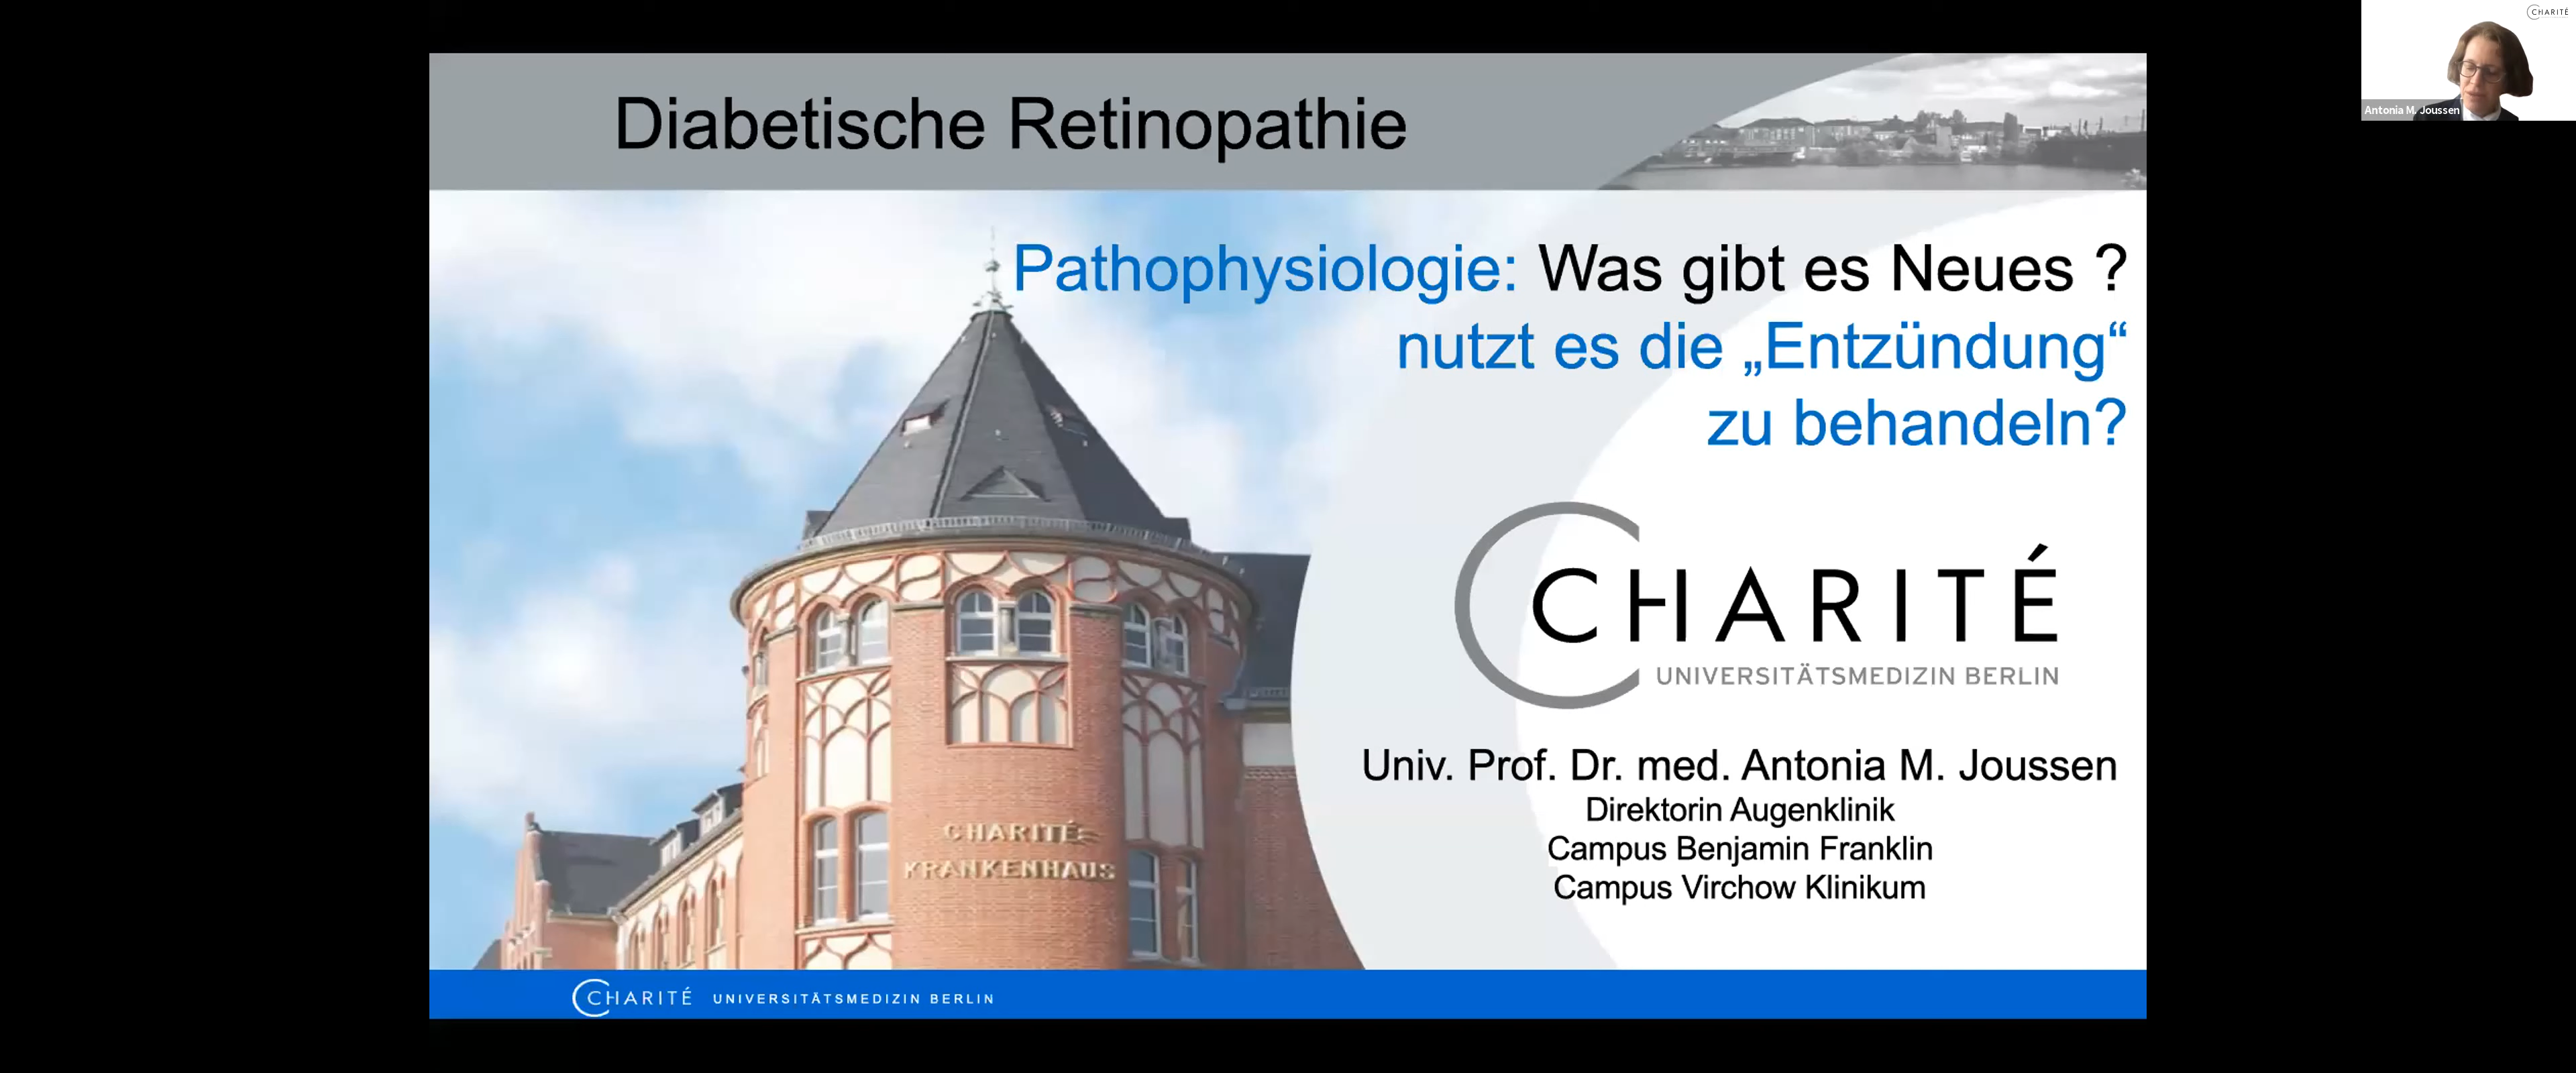 CHARITÉ
Antonia M. Joussen
Diabetische Retinopathie
Pathophysiologie: Was gibt es Neues ?
nutzt es die „Entzündung“
zu behandeln?
CHARITÉ
UNIVERSITÄTSMEDIZIN BERLIN
Univ. Prof. Dr. med. Antonia M. Joussen
Direktorin Augenklinik
Campus Benjamin Franklin
Campus Virchow Klinikum
CHARITÉ
KRANKENHAUS
CHARITÉ UNIVERSITÄTSMEDIZIN BERLIN